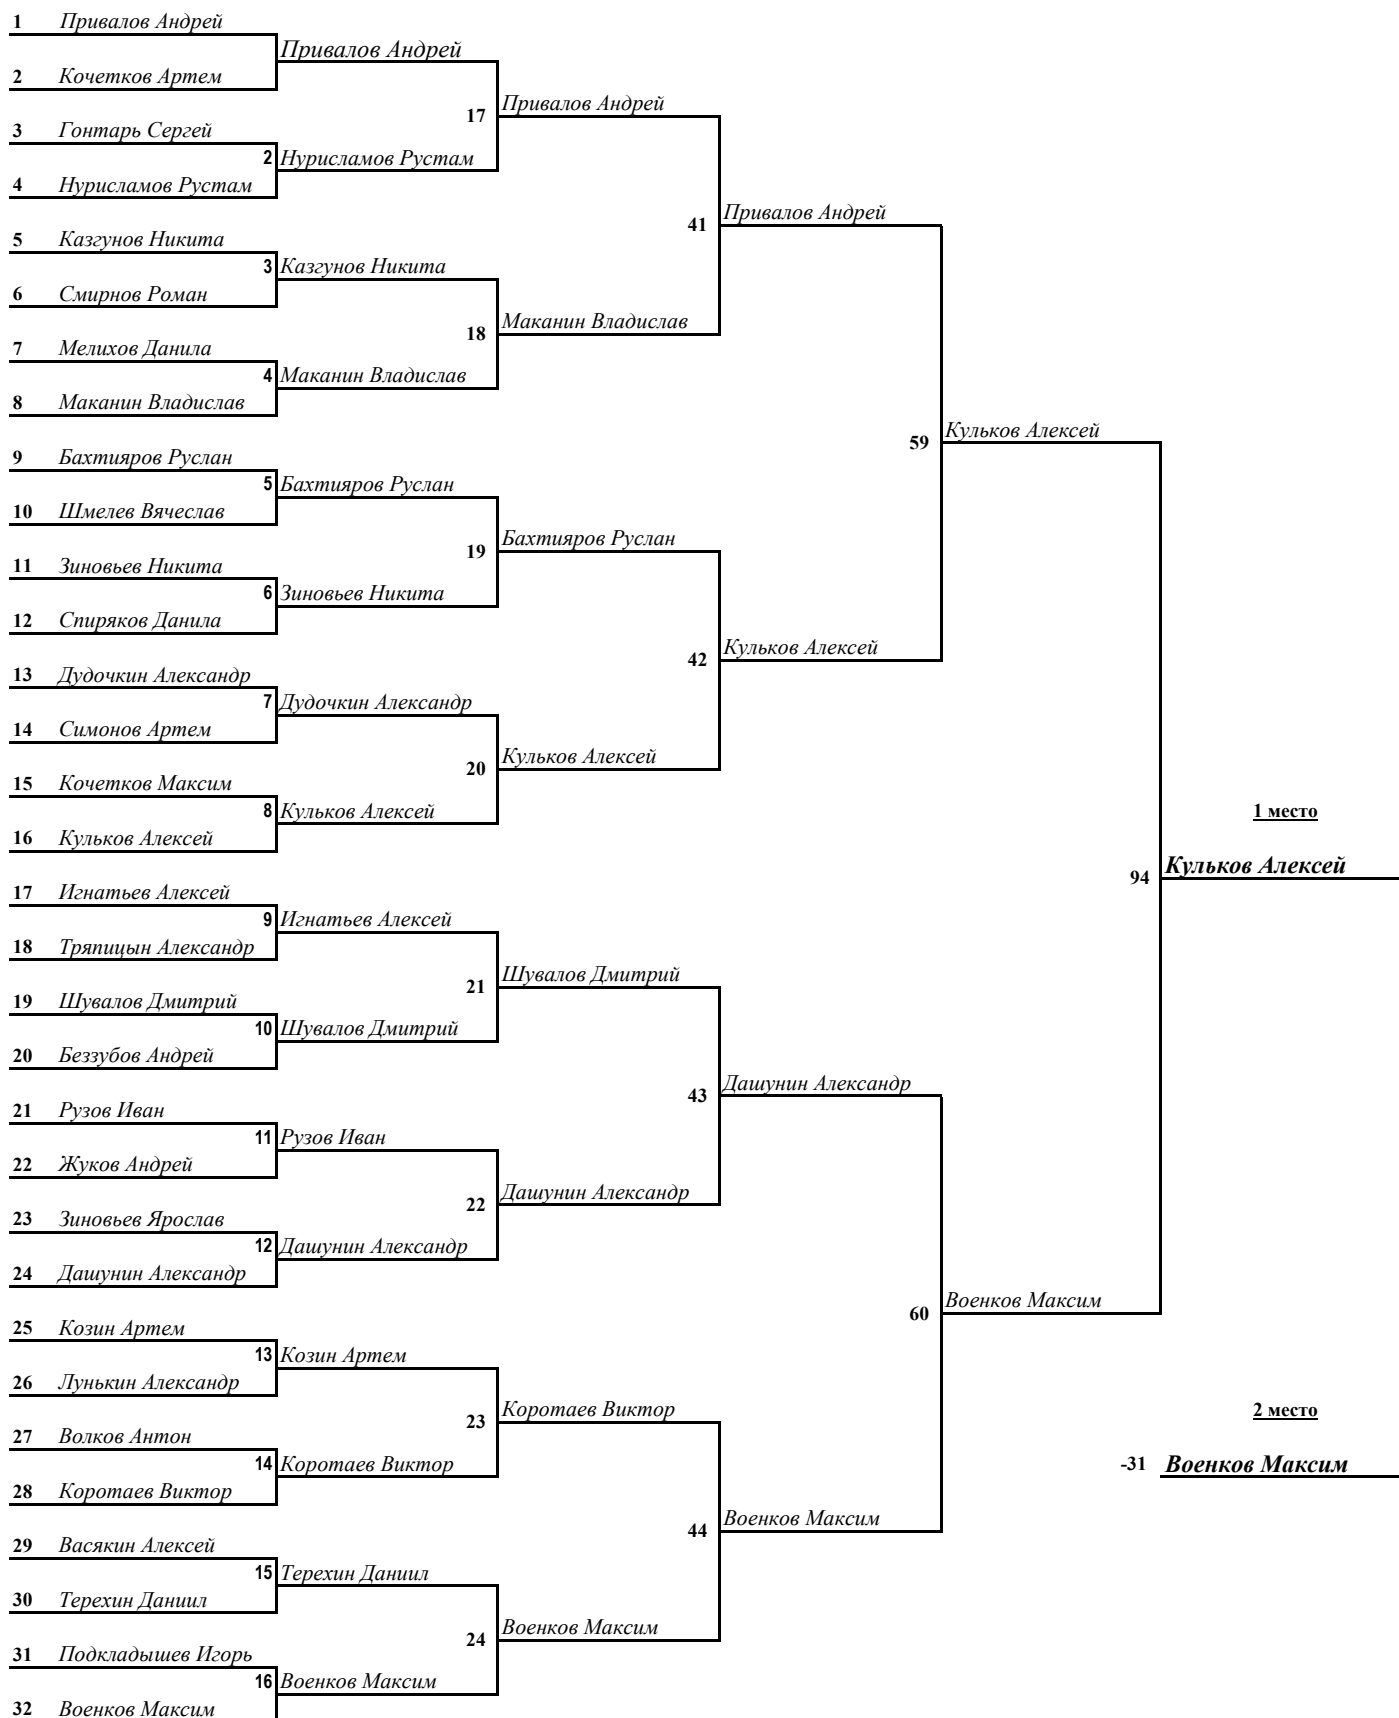 1 Привалов Андрей
Привалов Андрей
2 Кочетков Артем
17 Привалов Андрей
3 Гонтарь Сергей
2 Нурисламов Рустам
4 Нурисламов Рустам
41 Привалов Андрей
5 Казгунов Никита
3 Казгунов Никита
6 Смирнов Роман
18 Маканин Владислав
7 Мелихов Данила
4 Маканин Владислав
8 Маканин Владислав
59 Кульков Алексей
9 Бахтияров Руслан
5 Бахтияров Руслан
10 Шмелев Вячеслав
19 Бахтияров Руслан
11 Зиновьев Никита
6 Зиновьев Никита
12 Спиряков Данила
42 Кульков Алексей
13 Дудочкин Александр
7 Дудочкин Александр
14 Симонов Артем
20 Кульков Алексей
15 Кочетков Максим
8 Кульков Алексей
1 место
16 Кульков Алексей
94 Кульков Алексей
17 Игнатьев Алексей
9 Игнатьев Алексей
18 Тряпицын Александр
21 Шувалов Дмитрий
19 Шувалов Дмитрий
10 Шувалов Дмитрий
20 Беззубов Андрей
43 Дашунин Александр
21 Рузов Иван
11 Рузов Иван
22 Жуков Андрей
22 Дашунин Александр
23 Зиновьев Ярослав
12 Дашунин Александр
24 Дашунин Александр
60 Военков Максим
25 Козин Артем
13 Козин Артем
26 Лунькин Александр
23 Коротаев Виктор
2 место
27 Волков Антон
14 Коротаев Виктор
-31 Военков Максим
28 Коротаев Виктор
44 Военков Максим
29 Васякин Алексей
15 Терехин Даниил
30 Терехин Даниил
24 Военков Максим
31 Подкладышев Игорь
16 Военков Максим
32 Военков Максим